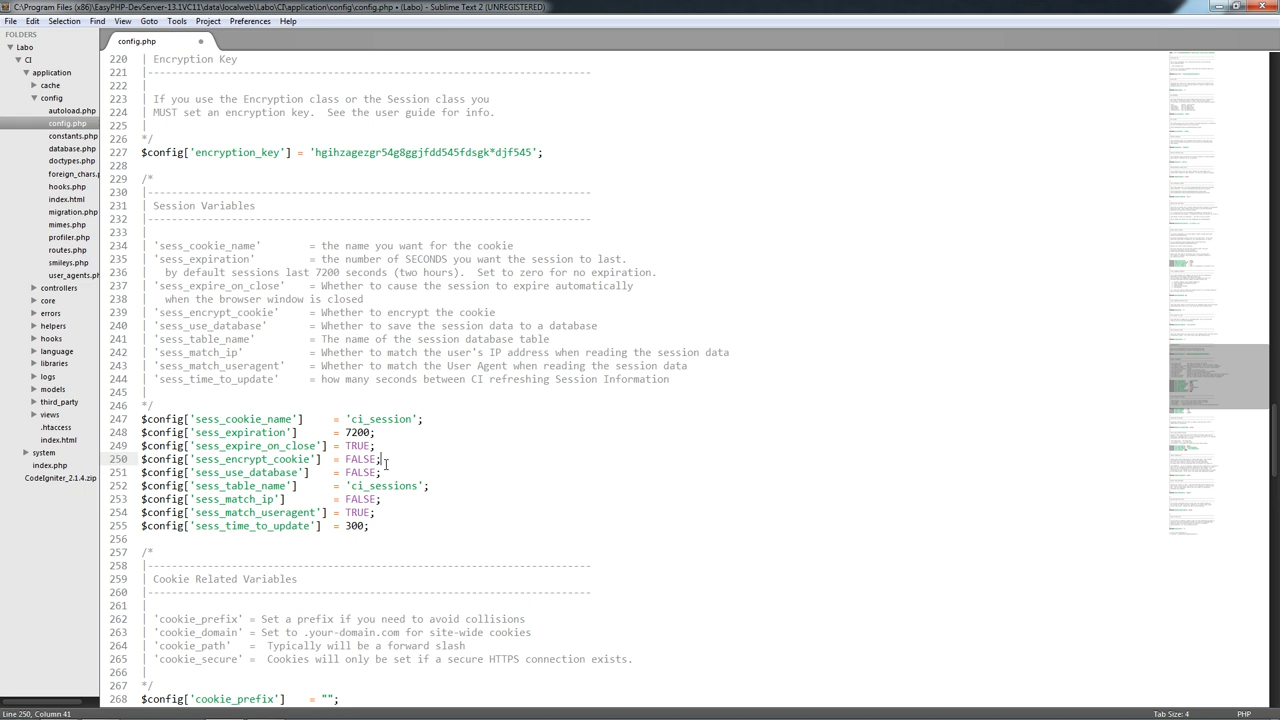 C:\Program Files (x86)\EasyPHP-DevServer-13.1VC11\data\localweb\Labo\CI\application\config\config.php • (Labo) - Sublime Text 2 (UNREGISTERED)
File Edit Selection Find View Goto Tools Project Preferences Help
FOLDERS
Labo
CI
application
cache
config
autoload.php
config.php
constants.php
database.php
doctypes.php
foreign_chars.p
hooks.php
index.html
migration.php
mimes.php
profiler.php
routes.php
smileys.php
user_agents.ph
controllers
core
errors
helpers
hooks
language
libraries
logs
models
third_party
views
.htaccess
index.html
system
index.php
CodeIgniter_2.1.4.zip
config.php
220 | Encryption Key
221 |--------------------------------------------------------------------------
222 |
223 | If you use the Encryption class or the Session class you
224 | MUST set an encryption key. See the user guide for info.
225 |
226 */
227 $config['encryption_key'] =
228
229 /*
230 |--------------------------------------------------------------------------
231 | Session Variables
232 |--------------------------------------------------------------------------
233 |
234 | 'sess_cookie_name' = the name you want for the cookie
235 | 'sess_expiration' = the number of SECONDS you want the session to last.
236 | by default sessions last 7200 seconds (two hours). Set to zero for no expiration.
237 | 'sess_expire_on_close' = Whether to cause the session to expire automatically
238 | when the browser window is closed
239 | 'sess_encrypt_cookie' = Whether to encrypt the cookie
240 | 'sess_use_database' = Whether to save the session data to a database
241 | 'sess_table_name' = The name of the session database table
242 | 'sess_match_ip' = Whether to match the user's IP address when reading the session data
243 | 'sess_match_useragent' = Whether to match the User Agent when reading the session data
244 | 'sess_time_to_update' = how many seconds between CI refreshing Session Information
245 |
246 */
247 $config['sess_cookie_name'] = 'ci_session';
248 $config['sess_expiration'] = 7200;
249 $config['sess_expire_on_close'] = TRUE;
250 $config['sess_encrypt_cookie'] = FALSE;
251 $config['sess_use_database'] = FALSE;
252 $config['sess_table_name'] = 'ci_sessions';
253 $config['sess_match_ip'] = FALSE;
254 $config['sess_match_useragent'] = TRUE;
255 $config['sess_time_to_update'] = 300;
256
257 /*
258 |--------------------------------------------------------------------------
259 | Cookie Related Variables
260 |--------------------------------------------------------------------------
261 |
262 | 'cookie_prefix' = Set a prefix if you need to avoid collisions
263 | 'cookie_domain' = Set to .your-domain.com for site-wide cookies
264 | 'cookie_path' = Typically will be a forward slash
265 | 'cookie_secure' = Cookies will only be set if a secure HTTPS connection exists.
266 |
267 */
268 $config['cookie_prefix'] = "";
Line 250, Column 41
Tab Size: 4 PHP